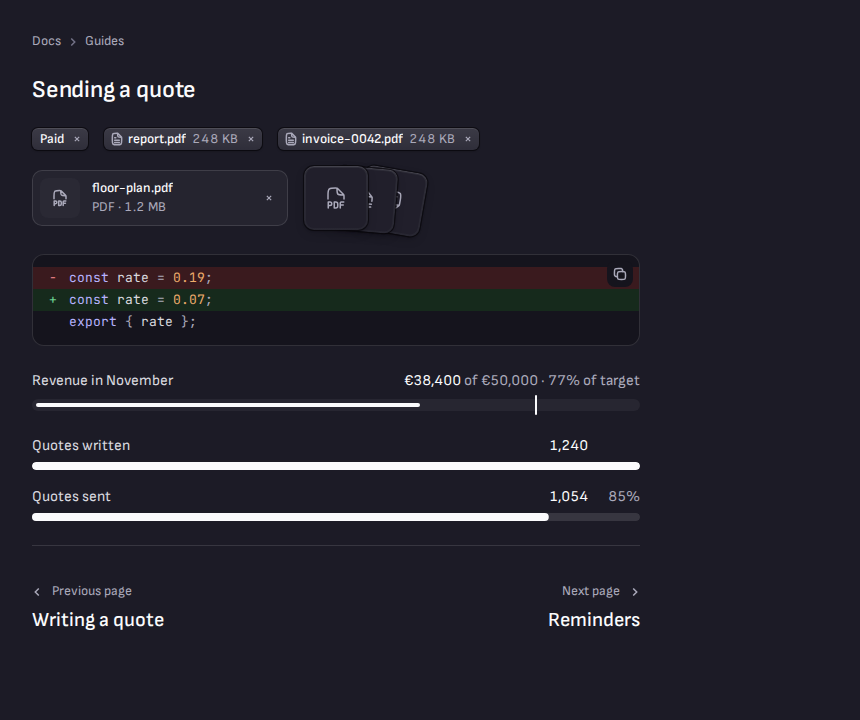 Docs > Guides
Sending a quote
Paid ×
report.pdf 248 KB ×
invoice-0042.pdf 248 KB ×
PDF
floor-plan.pdf
PDF · 1.2 MB
×
PDF
- const rate = 0.19;
+ const rate = 0.07;
export { rate };
Revenue in November €38,400 of €50,000 · 77% of target
Quotes written 1,240
Quotes sent 1,054 85%
Previous page Next page
Writing a quote Reminders